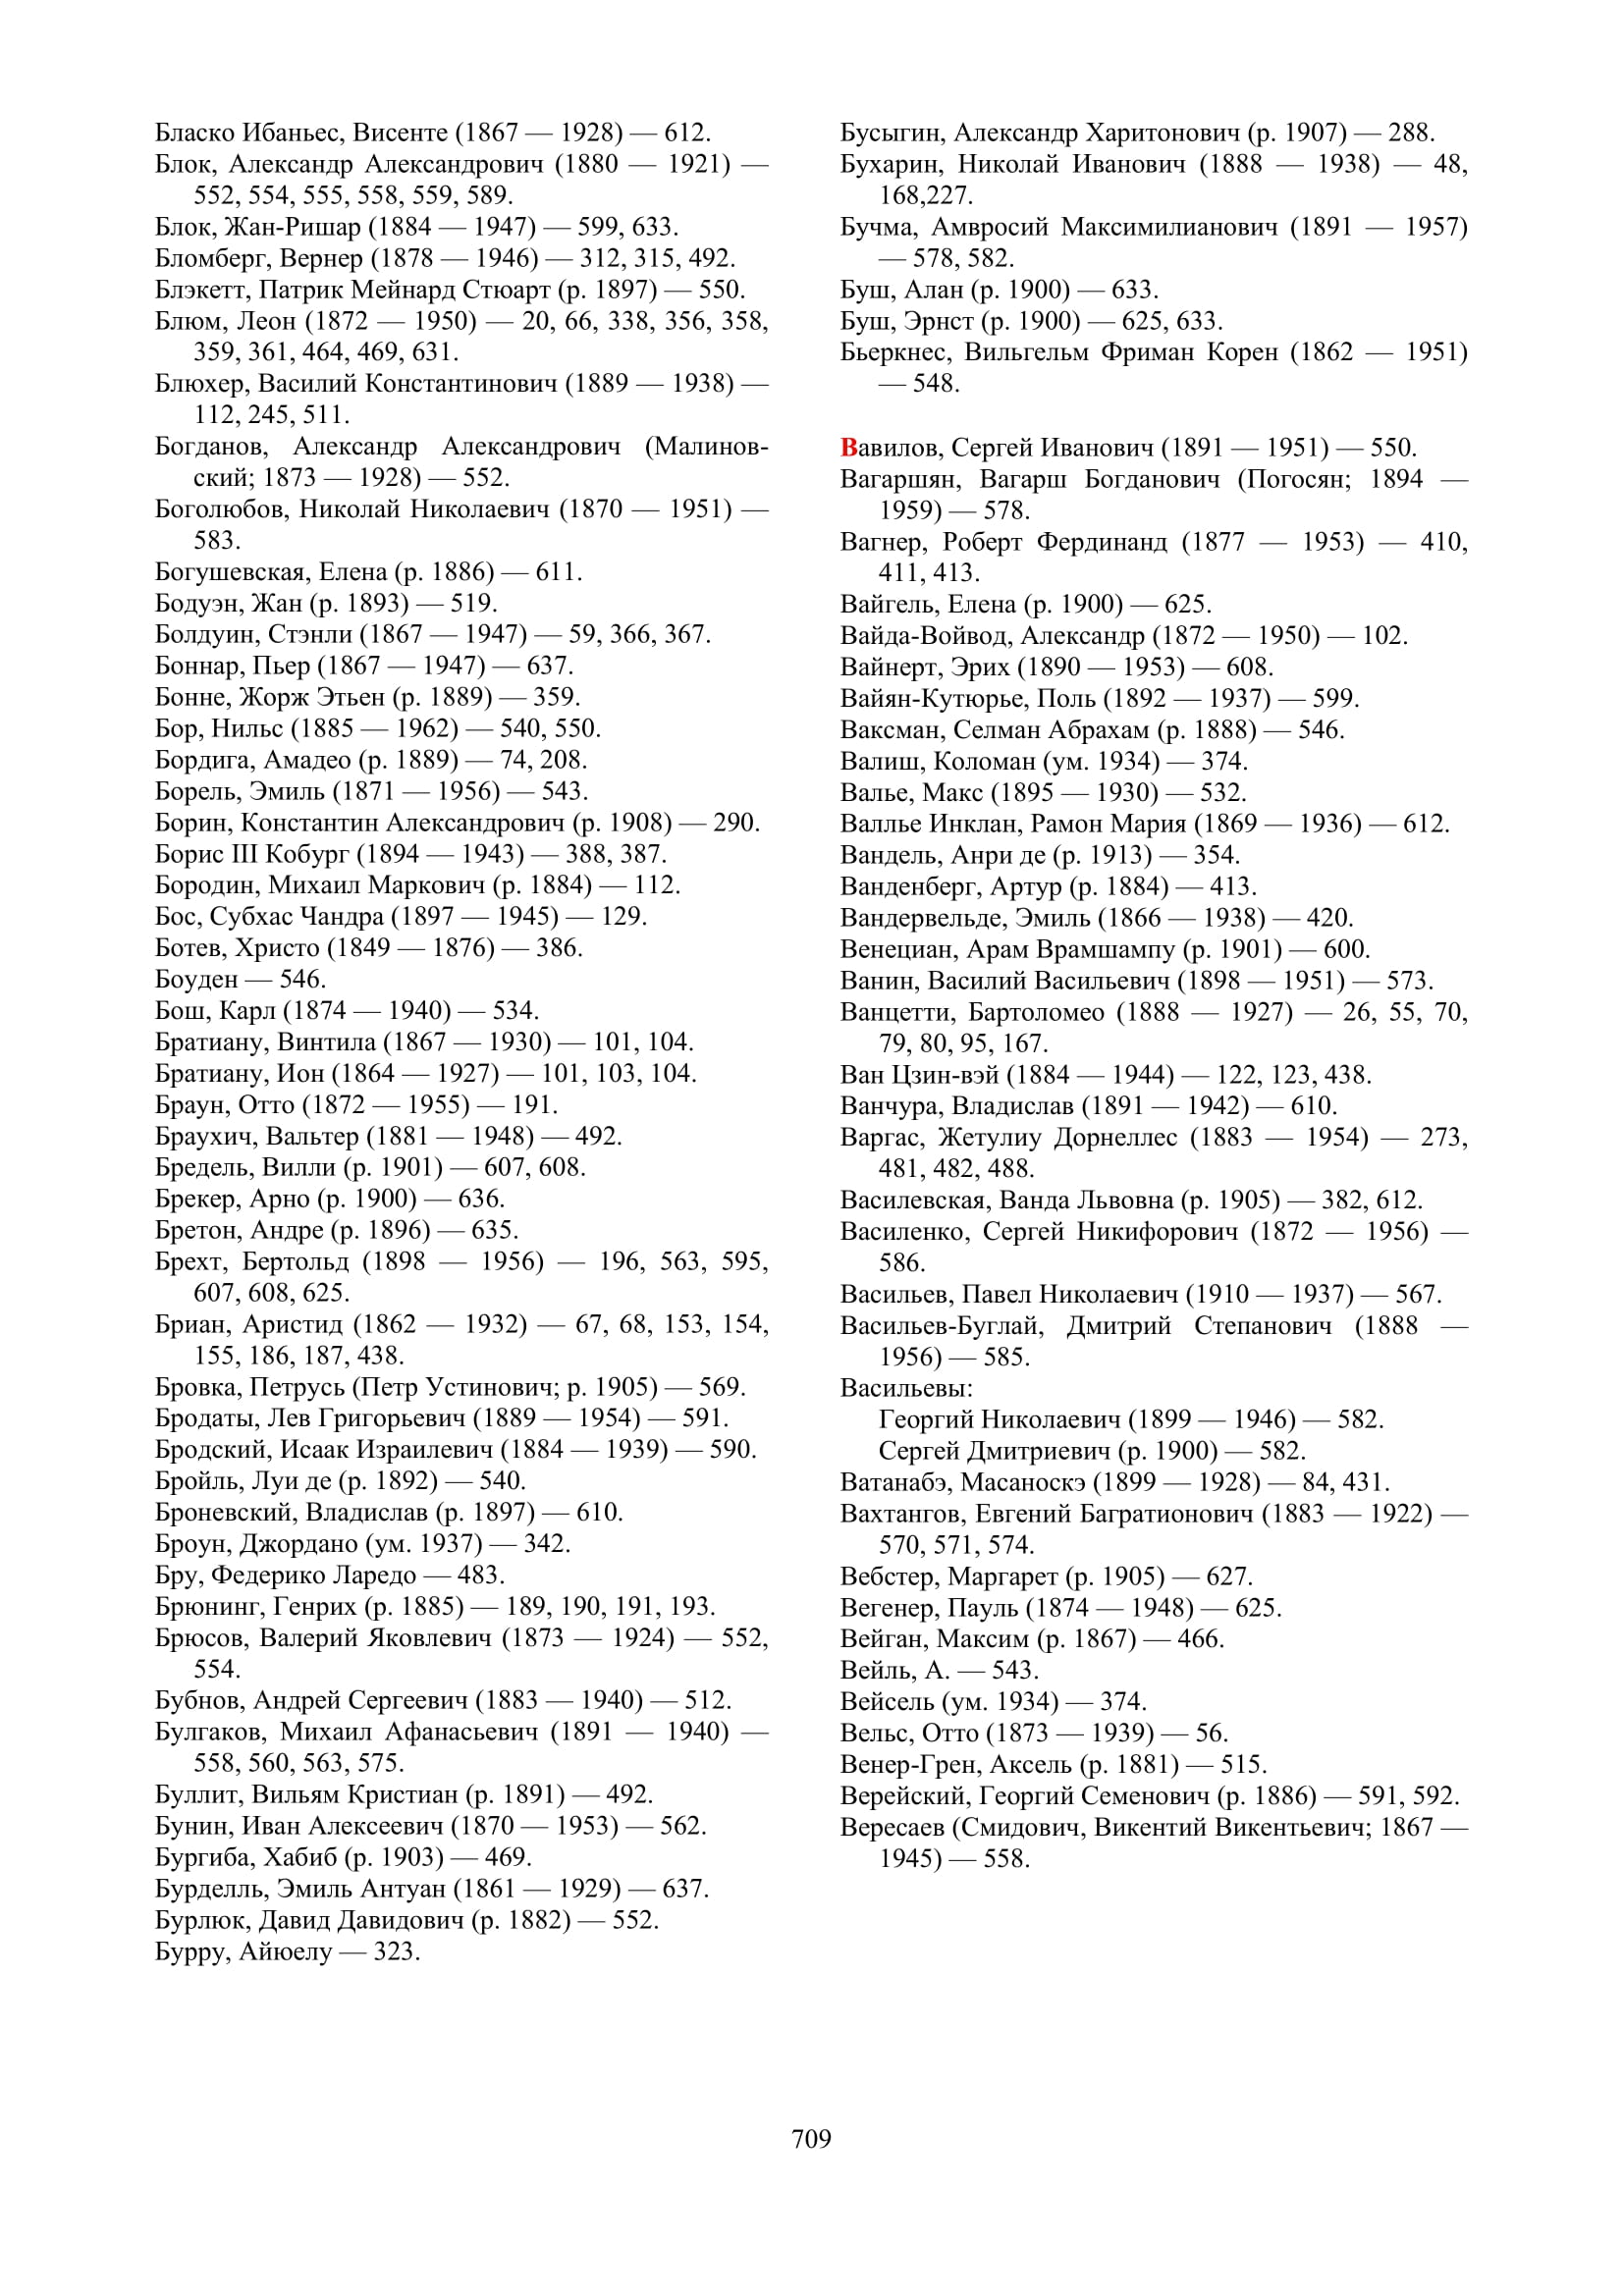 Бласко Ибаньес, Висенте (1867 — 1928) — 612.
Блок, Александр Александрович (1880 — 1921) —
552, 554, 555, 558, 559, 589.
Блок, Жан-Ришар (1884 — 1947) — 599, 633.
Бломберг, Вернер (1878 — 1946) — 312, 315, 492.
Блэкетт, Патрик Мейнард Стюарт (р. 1897) — 550.
Блюм, Леон (1872 — 1950) — 20, 66, 338, 356, 358,
359, 361, 464, 469, 631.
Блюхер, Василий Константинович (1889 — 1938) —
112, 245, 511.
Богданов, Александр Александрович (Малинов-
ский; 1873 — 1928) — 552.
Боголюбов, Николай Николаевич (1870 — 1951) —
583.
Богушевская, Елена (р. 1886) — 611.
Бодуэн, Жан (р. 1893) — 519.
Болдуин, Стэнли (1867 — 1947) — 59, 366, 367.
Боннар, Пьер (1867 — 1947) — 637.
Бонне, Жорж Этьен (р. 1889) — 359.
Бор, Нильс (1885 — 1962) — 540, 550.
Бордига, Амадео (р. 1889) — 74, 208.
Борель, Эмиль (1871 — 1956) — 543.
Борин, Константин Александрович (р. 1908) — 290.
Борис III Кобург (1894 — 1943) — 388, 387.
Бородин, Михаил Маркович (р. 1884) — 112.
Бос, Субхас Чандра (1897 — 1945) — 129.
Ботев, Христо (1849 — 1876) — 386.
Боуден — 546.
Бош, Карл (1874 — 1940) — 534.
Братиану, Винтила (1867 — 1930) — 101, 104.
Братиану, Ион (1864 — 1927) — 101, 103, 104.
Браун, Отто (1872 — 1955) — 191.
Браухич, Вальтер (1881 — 1948) — 492.
Бредель, Вилли (р. 1901) — 607, 608.
Брекер, Арно (р. 1900) — 636.
Бретон, Андре (р. 1896) — 635.
Брехт, Бертольд (1898 — 1956) — 196, 563, 595,
607, 608, 625.
Бриан, Аристид (1862 — 1932) — 67, 68, 153, 154,
155, 186, 187, 438.
Бровка, Петрусь (Петр Устинович; р. 1905) — 569.
Бродаты, Лев Григорьевич (1889 — 1954) — 591.
Бродский, Исаак Израилевич (1884 — 1939) — 590.
Бройль, Луи де (р. 1892) — 540.
Броневский, Владислав (р. 1897) — 610.
Броун, Джордано (ум. 1937) — 342.
Бру, Федерико Ларедо — 483.
Брюнинг, Генрих (р. 1885) — 189, 190, 191, 193.
Брюсов, Валерий Яковлевич (1873 — 1924) — 552,
554.
Бубнов, Андрей Сергеевич (1883 — 1940) — 512.
Булгаков, Михаил Афанасьевич (1891 — 1940) —
558, 560, 563, 575.
Буллит, Вильям Кристиан (р. 1891) — 492.
Бунин, Иван Алексеевич (1870 — 1953) — 562.
Бургиба, Хабиб (р. 1903) — 469.
Бурделль, Эмиль Антуан (1861 — 1929) — 637.
Бурлюк, Давид Давидович (р. 1882) — 552.
Бурру, Айюелу — 323.
Бусыгин, Александр Харитонович (р. 1907) — 288.
Бухарин, Николай Иванович (1888 — 1938) — 48,
168,227.
Бучма, Амвросий Максимилианович (1891 — 1957)
— 578, 582.
Буш, Алан (р. 1900) — 633.
Буш, Эрнст (р. 1900) — 625, 633.
Бьеркнес, Вильгельм Фриман Корен (1862 — 1951)
— 548.
Вавилов, Сергей Иванович (1891 — 1951) — 550.
Вагаршян, Вагарш Богданович (Погосян; 1894 —
1959) — 578.
Вагнер, Роберт Фердинанд (1877 — 1953) — 410,
411, 413.
Вайгель, Елена (р. 1900) — 625.
Вайда-Войвод, Александр (1872 — 1950) — 102.
Вайнерт, Эрих (1890 — 1953) — 608.
Вайян-Кутюрье, Поль (1892 — 1937) — 599.
Ваксман, Селман Абрахам (р. 1888) — 546.
Валиш, Коломан (ум. 1934) — 374.
Валье, Макс (1895 — 1930) — 532.
Валлье Инклан, Рамон Мария (1869 — 1936) — 612.
Вандель, Анри де (р. 1913) — 354.
Ванденберг, Артур (р. 1884) — 413.
Вандервельде, Эмиль (1866 — 1938) — 420.
Венециан, Арам Врамшампу (р. 1901) — 600.
Ванин, Василий Васильевич (1898 — 1951) — 573.
Ванцетти, Бартоломео (1888 — 1927) — 26, 55, 70,
79, 80, 95, 167.
Ван Цзин-вэй (1884 — 1944) — 122, 123, 438.
Ванчура, Владислав (1891 — 1942) — 610.
Варгас, Жетулиу Дорнеллес (1883 — 1954) — 273,
481, 482, 488.
Василевская, Ванда Львовна (р. 1905) — 382, 612.
Василенко, Сергей Никифорович (1872 — 1956) —
586.
Васильев, Павел Николаевич (1910 — 1937) — 567.
Васильев-Буглай, Дмитрий Степанович (1888 —
1956) — 585.
Васильевы:
Георгий Николаевич (1899 — 1946) — 582.
Сергей Дмитриевич (р. 1900) — 582.
Ватанабэ, Масаноскэ (1899 — 1928) — 84, 431.
Вахтангов, Евгений Багратионович (1883 — 1922) —
570, 571, 574.
Вебстер, Маргарет (р. 1905) — 627.
Вегенер, Пауль (1874 — 1948) — 625.
Вейган, Максим (р. 1867) — 466.
Вейль, А. — 543.
Вейсель (ум. 1934) — 374.
Вельс, Отто (1873 — 1939) — 56.
Венер-Грен, Аксель (р. 1881) — 515.
Верейский, Георгий Семенович (р. 1886) — 591, 592.
Вересаев (Смидович, Викентий Викентьевич; 1867 —
1945) — 558.
709